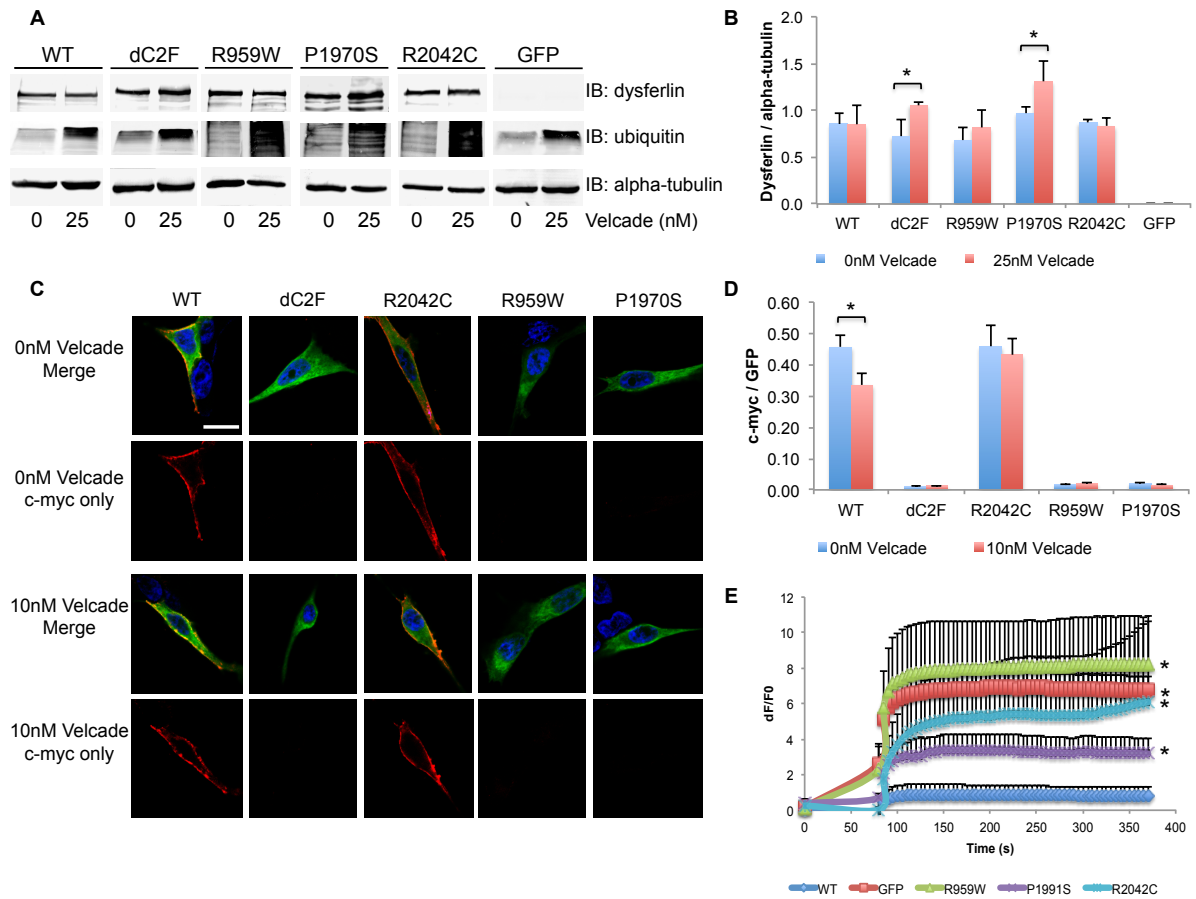 A
WT dC2F R959W P1970S R2042C GFP
IB: dysferlin
IB: ubiquitin
IB: alpha-tubulin
0 25 0 25 0 25 0 25 0 25 0 25 Velcade (nM)
B
Dysferlin / alpha-tubulin
2.0
1.5
1.0
0.5
0.0
* *
WT dC2F R959W P1970S R2042C GFP
0nM Velcade 25nM Velcade
C
WT dC2F R2042C R959W P1970S
0nM Velcade
Merge
0nM Velcade
c-myc only
10nM Velcade
Merge
10nM Velcade
c-myc only
D
c-myc / GFP
0.60
0.50
0.40
0.30
0.20
0.10
0.00
*
WT dC2F R2042C R959W P1970S
0nM Velcade 10nM Velcade
E
dF/F0
12
10
8
6
4
2
0
*
*
*
*
0 50 100 150 200 250 300 350 400
Time (s)
WT GFP R959W P1991S R2042C